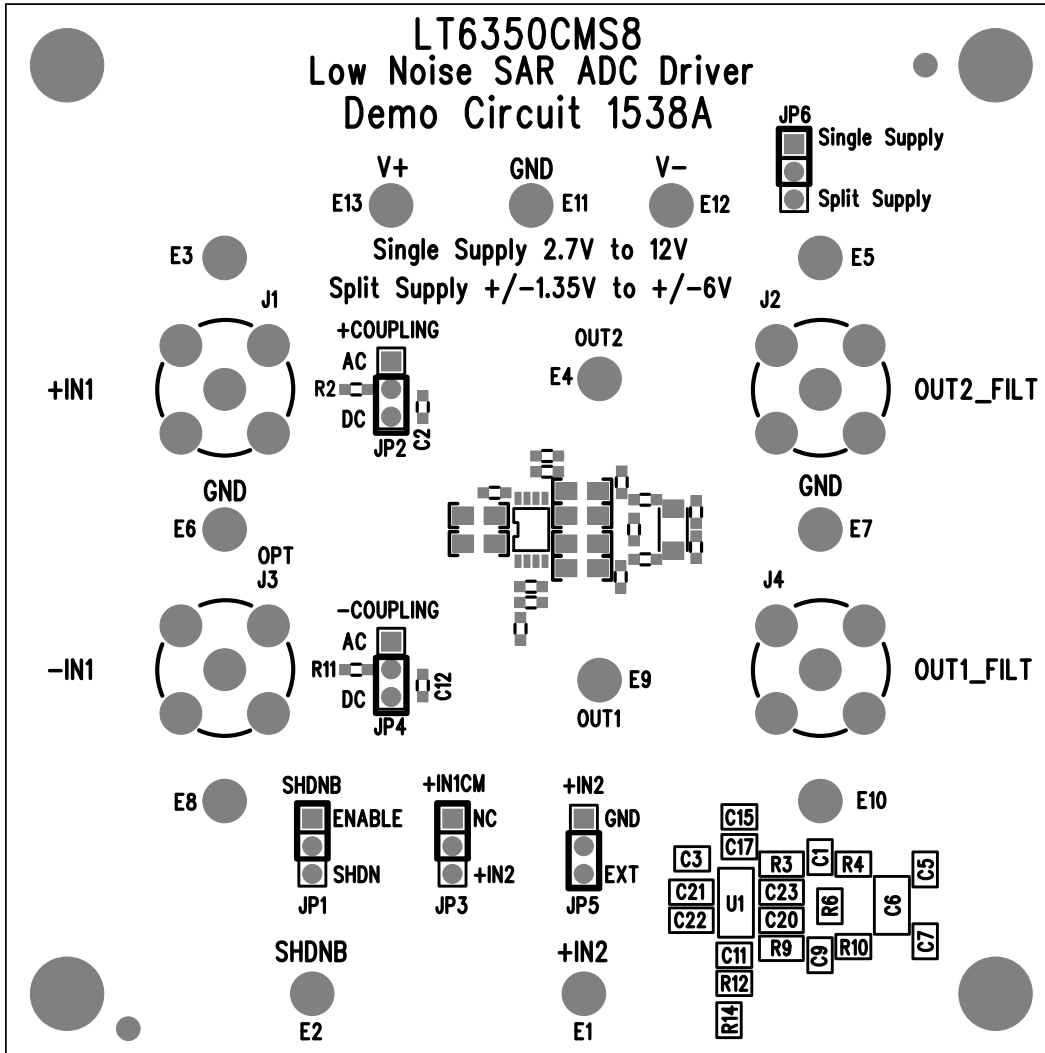 LT6350CMS8
Low Noise SAR ADC Driver
Demo Circuit 1538A
JP6
Single Supply
Split Supply
V+
GND
V-
E13
E11
E12
Single Supply 2.7V to 12V
Split Supply +/-1.35V to +/-6V
E3
E5
J1
J2
+COUPLING
AC
R2
DC
C2
JP2
OUT2
E4
+IN1
OUT2_FILT
GND
E6
GND
E7
OPT
J3
J4
-COUPLING
AC
R11
DC
C12
JP4
-IN1
E9
OUT1
OUT1_FILT
E8
E10
SHDNB
ENABLE
SHDN
JP1
+IN1CM
NC
+IN2
JP3
+IN2
GND
EXT
JP5
C15
C17
C3
R3
C1
R4
C5
C21
U1
C23
R6
C6
C22
C20
C11
R9
C9
R10
C7
R12
R14
SHDNB
E2
+IN2
E1